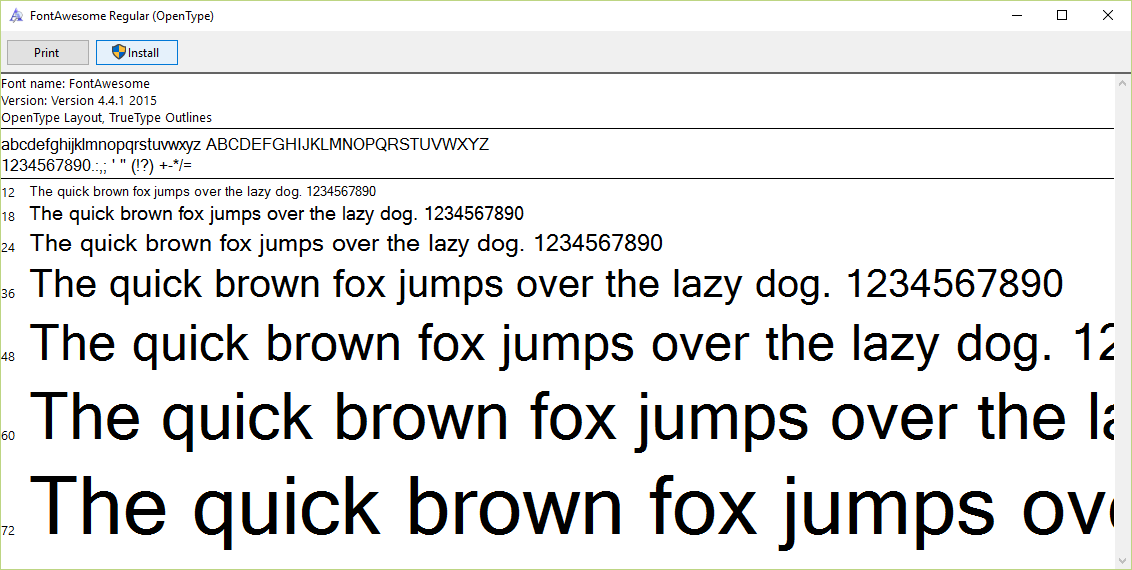 FontAwesome Regular (OpenType)
Print Install
Font name: FontAwesome
Version: Version 4.4.1 2015
OpenType Layout, TrueType Outlines
abcdefghijklmnopqrstuvwxyz ABCDEFGHIJKLMNOPQRSTUVWXYZ
1234567890.:,; ' " (!?) +-*/=
12 The quick brown fox jumps over the lazy dog. 1234567890
18 The quick brown fox jumps over the lazy dog. 1234567890
24 The quick brown fox jumps over the lazy dog. 1234567890
36 The quick brown fox jumps over the lazy dog. 1234567890
48 The quick brown fox jumps over the lazy dog. 12
60 The quick brown fox jumps over the la
72 The quick brown fox jumps ove